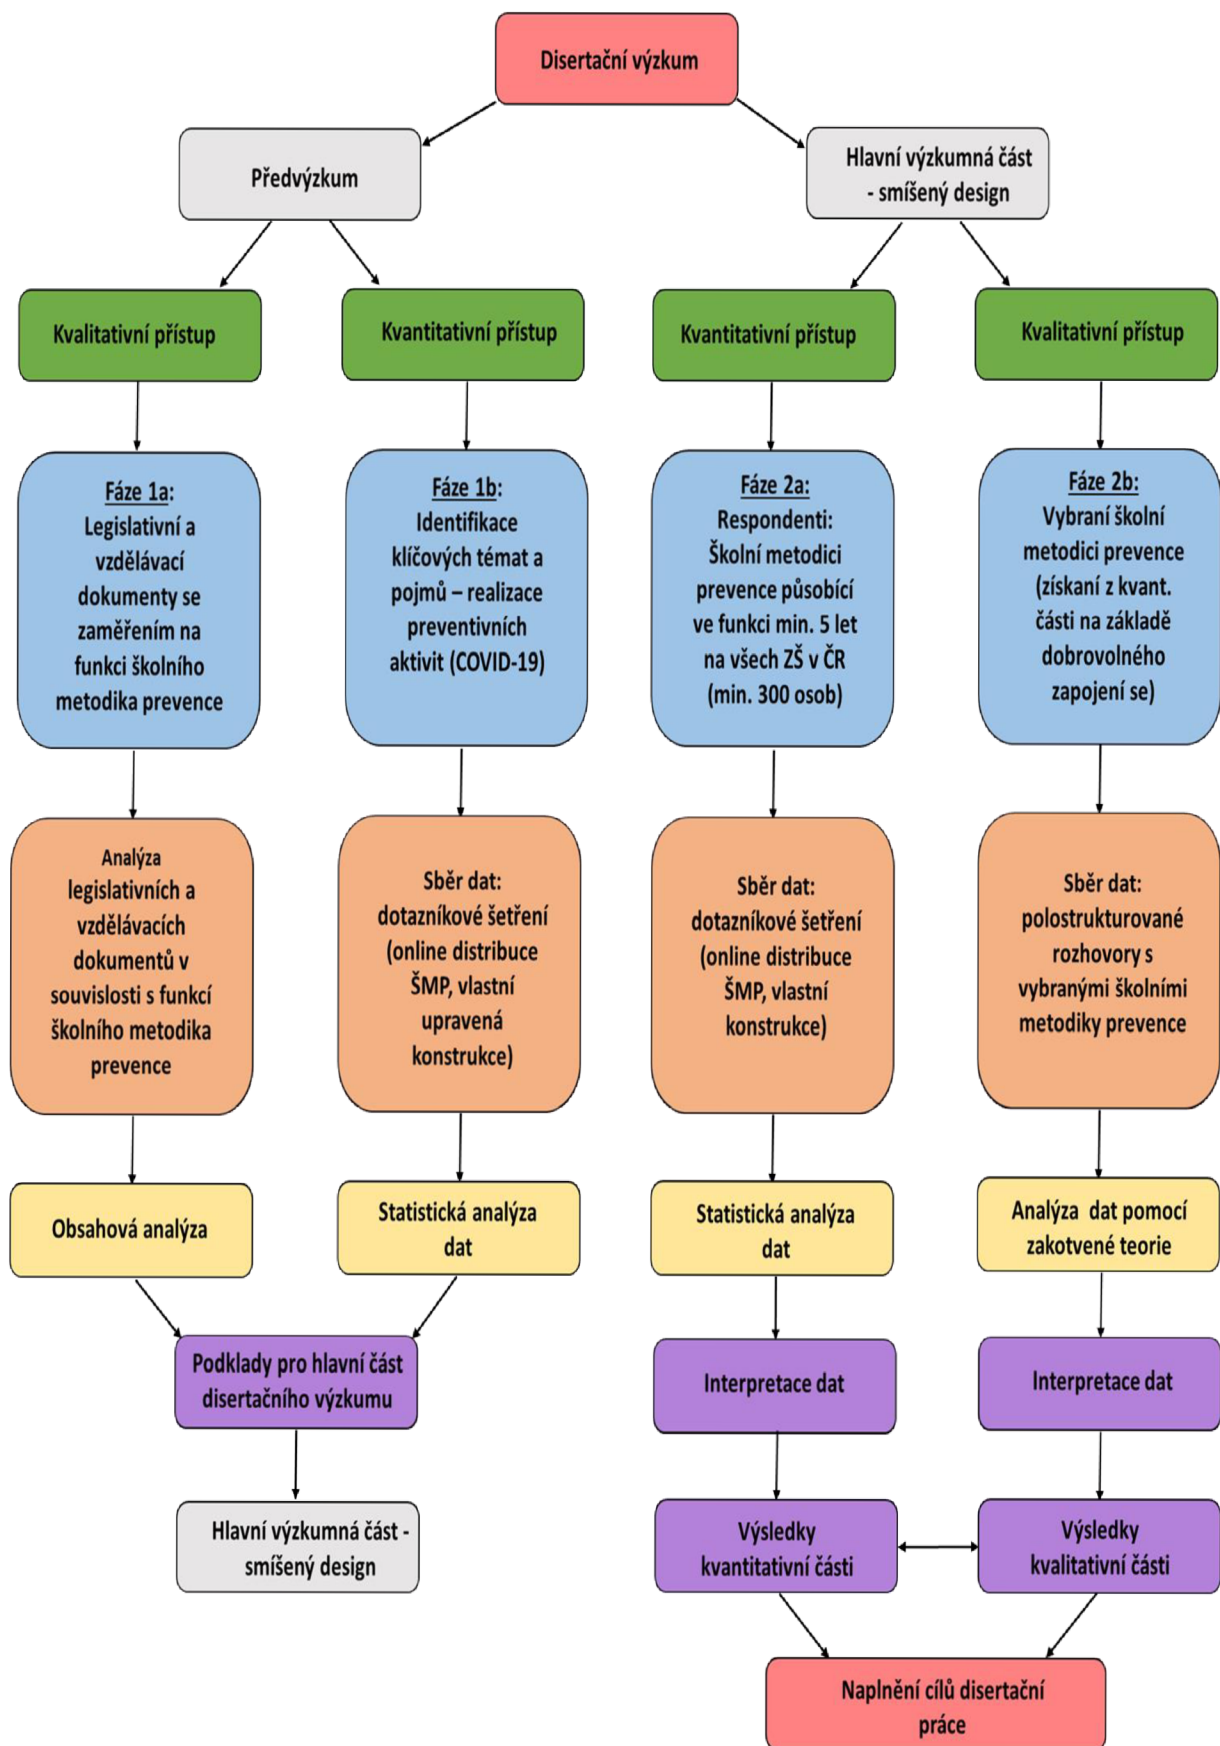 Disertační výzkum
Předvýzkum
Hlavní výzkumná část
- smíšený design
Kvalitativní přístup
Kvantitativní přístup
Kvantitativní přístup
Kvalitativní přístup
Fáze 1a:
Legislativní a
vzdělávací
dokumenty se
zaměřením na
funkci školního
metodika prevence
Fáze 1b:
Identifikace
klíčových témat a
pojmů – realizace
preventivních
aktivit (COVID-19)
Fáze 2a:
Respondenti:
Školní metodici
prevence působící
ve funkci min. 5 let
na všech ZŠ v ČR
(min. 300 osob)
Fáze 2b:
Vybraní školní
metodici prevence
(získaní z kvant.
části na základě
dobrovolného
zapojení se)
Analýza
legislativních a
vzdělávacích
dokumentů v
souvislosti s funkcí
školního metodika
prevence
Sběr dat:
dotazníkové šetření
(online distribuce
ŠMP, vlastní
upravená
konstrukce)
Sběr dat:
dotazníkové šetření
(online distribuce
ŠMP, vlastní
konstrukce)
Sběr dat:
polostrukturované
rozhovory s
vybranými školními
metodiky prevence
Obsahová analýza
Statistická analýza
dat
Statistická analýza
dat
Analýza dat pomocí
zakotvené teorie
Podklady pro hlavní část
disertačního výzkumu
Interpretace dat
Interpretace dat
Hlavní výzkumná část -
smíšený design
Výsledky
kvantitativní části
Výsledky
kvalitativní části
Naplnění cílů disertační
práce